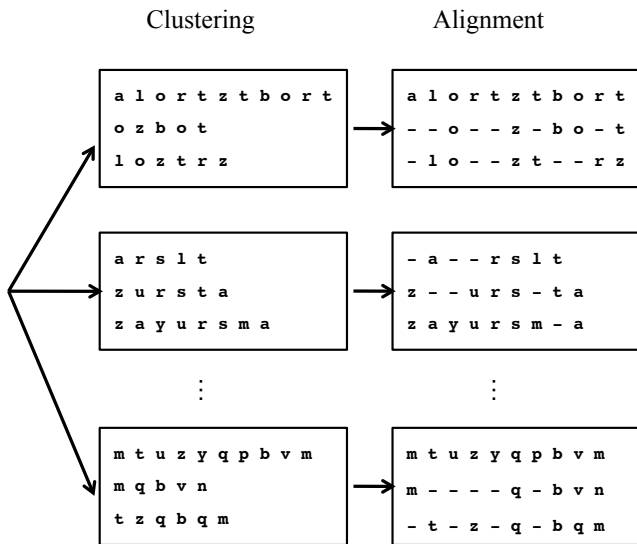 Clustering
Alignment
a l o r t z t b o r t
o z b o t
l o z t r z
a l o r t z t b o r t
- - o - - z - b o - t
- l o - - z t - - r z
a r s l t
z u r s t a
z a y u r s m a
- a - - r s l t
z - - u r s - t a
z a y u r s m - a
⋮
⋮
m t u z y q p b v m
m q b v n
t z q b q m
m t u z y q p b v m
m - - - - q - b v n
- t - z - q - b q m